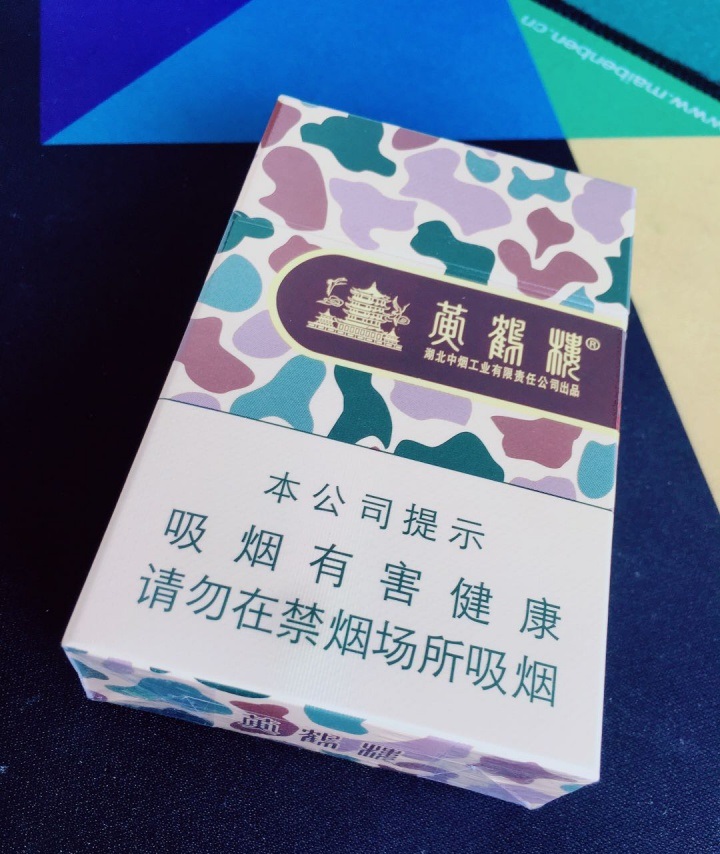 www.maibenben.cn
黄鹤楼®
湖北中烟工业有限责任公司出品
本公司提示
吸烟有害健康
请勿在禁烟场所吸烟
黄鹤楼